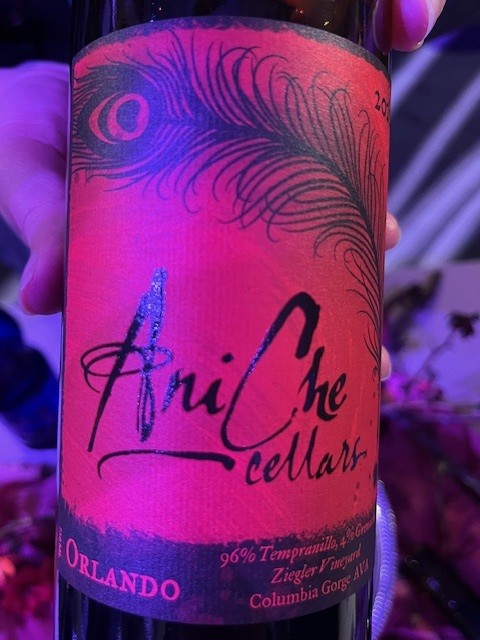 AniChe
cellars
ORLANDO
96% Tempranillo, 4%
Ziegler Vineyard
Columbia Gorge AVA